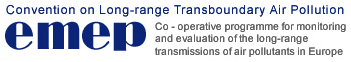 Convention on Long-range Transboundary Air Pollution
emep
Co - operative programme for monitoring
and evaluation of the long-range
transmissions of air pollutants in Europe